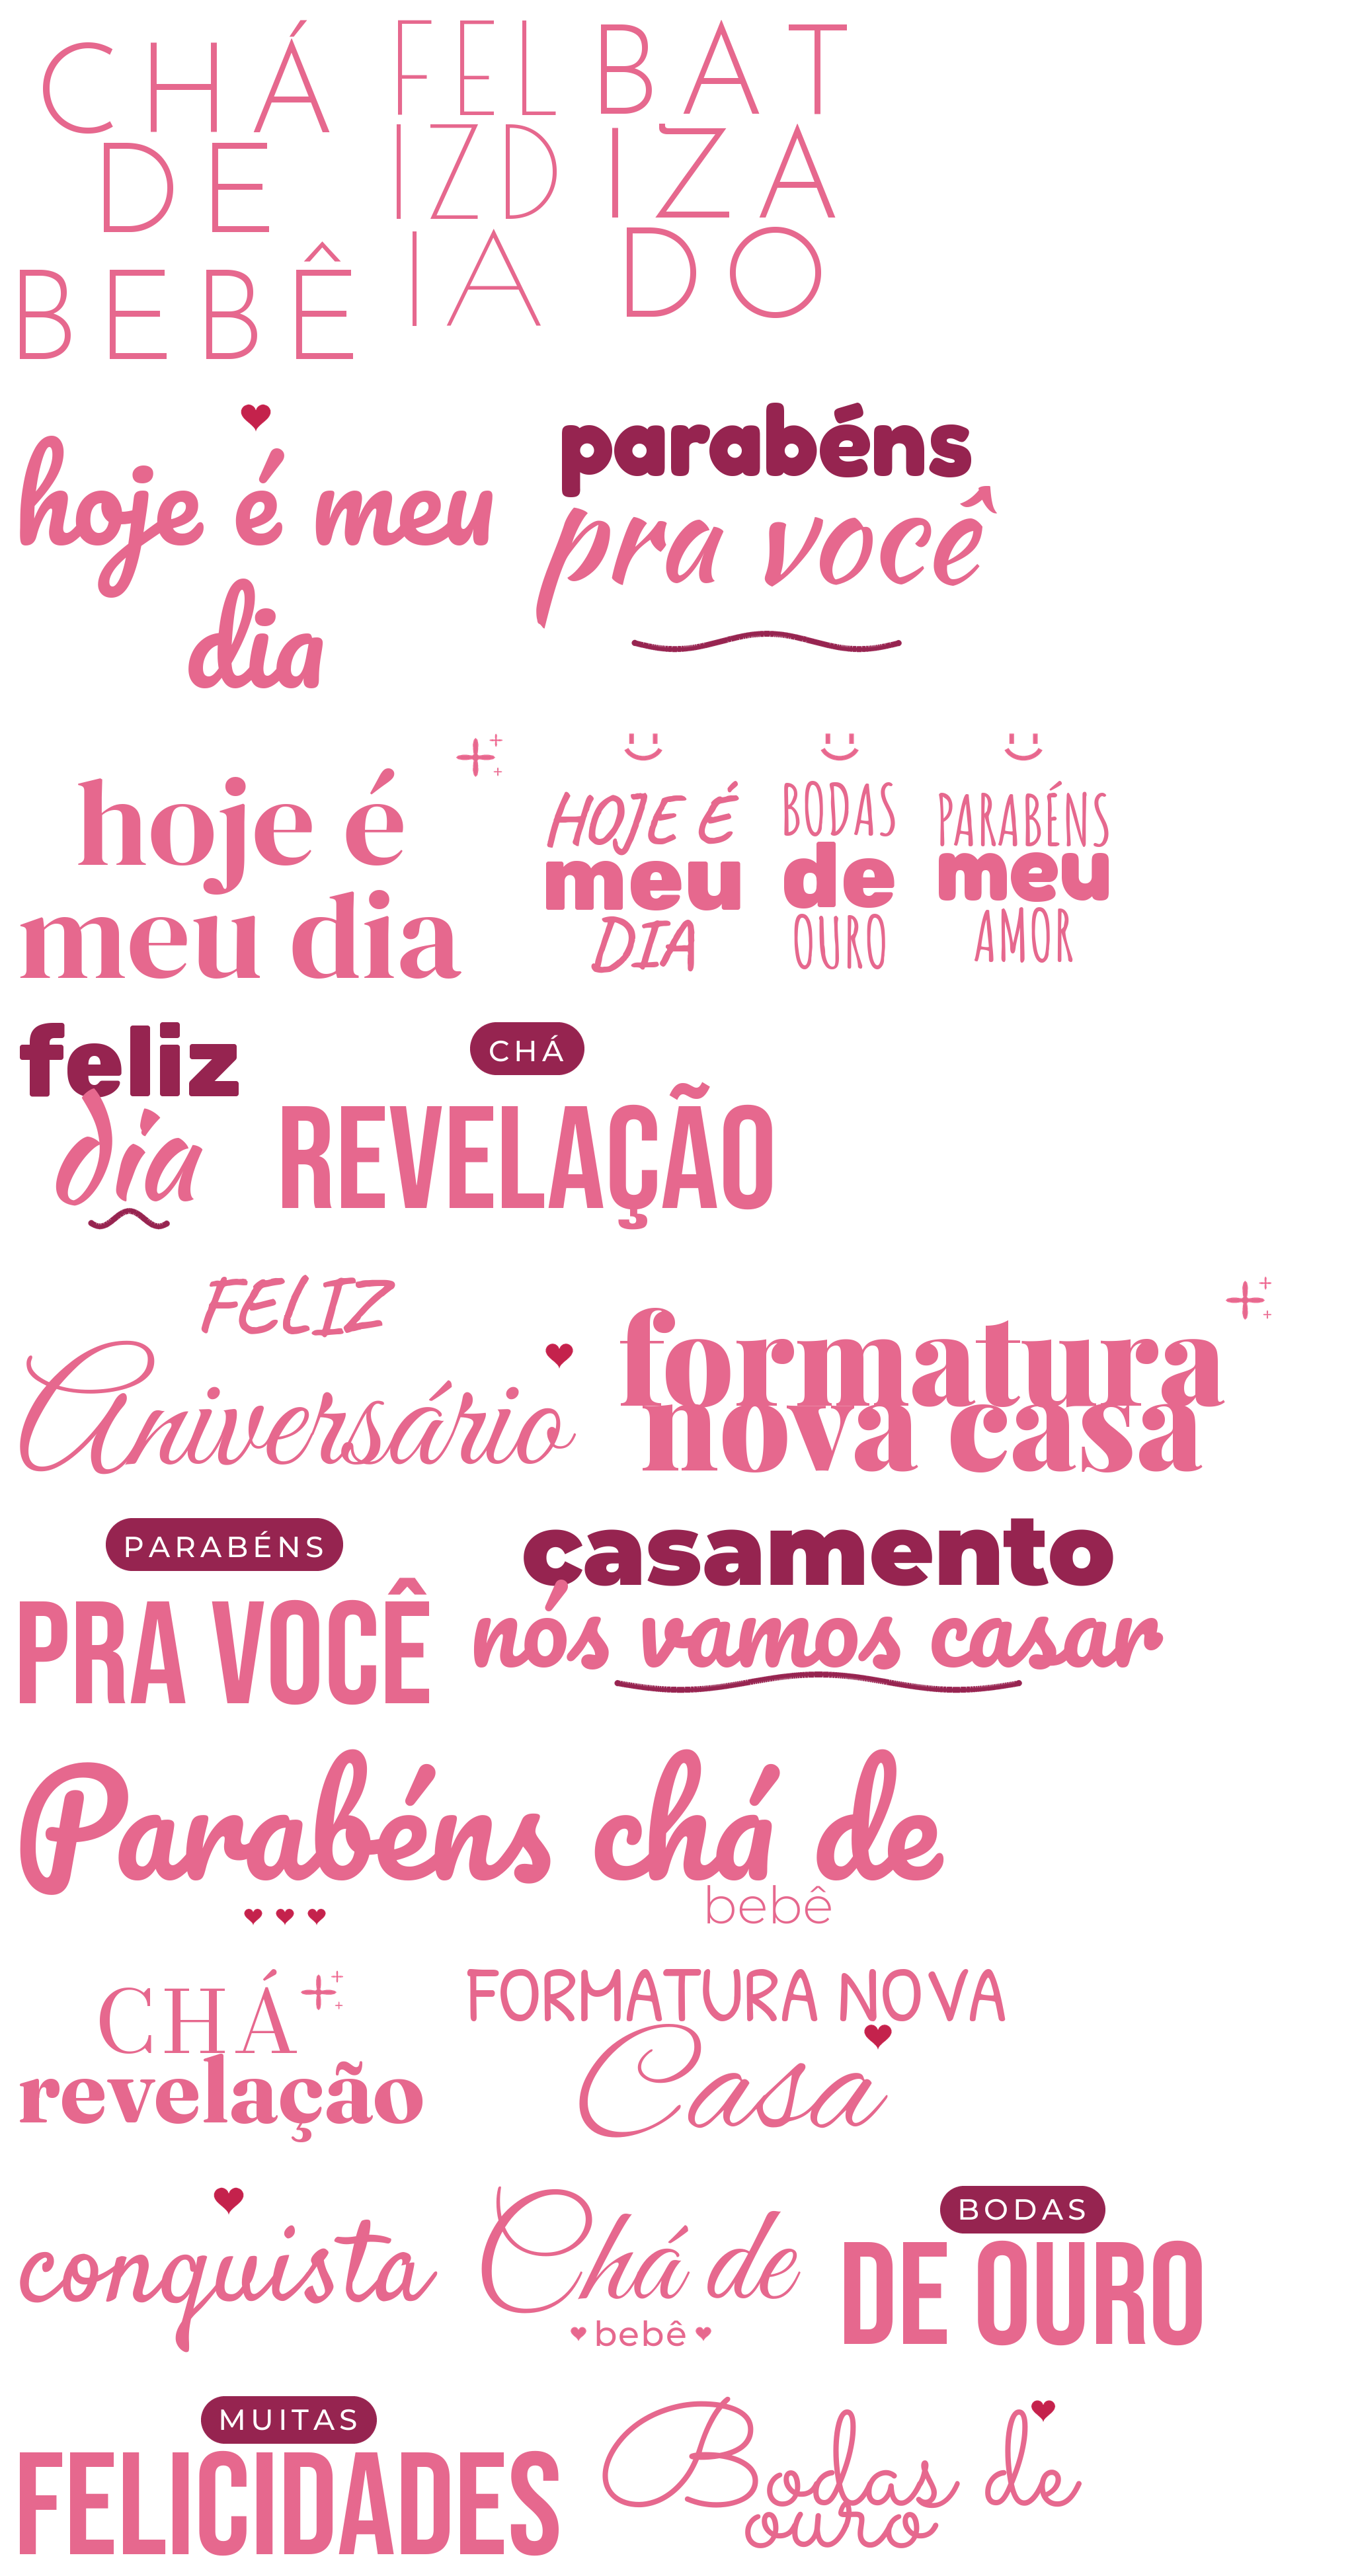 CHÁ
DE
BEBÊ
FEL
IZD
IA
BAT
IZA
DO
hoje é meu
dia
parabéns
pra você
hoje é
meu dia
HOJE É
meu
DIA
BODAS
de
OURO
PARABÉNS
meu
AMOR
feliz
dia
CHÁ
REVELAÇÃO
FELIZ
Aniversário
formatura
nova casa
PARABÉNS
PRA VOCÊ
casamento
nós vamos casar
Parabéns
chá de
bebê
CHÁ
revelação
FORMATURA NOVA
Casa
conquista
Chá de
bebê
BODAS
DE OURO
MUITAS
FELICIDADES
Bodas de
ouro